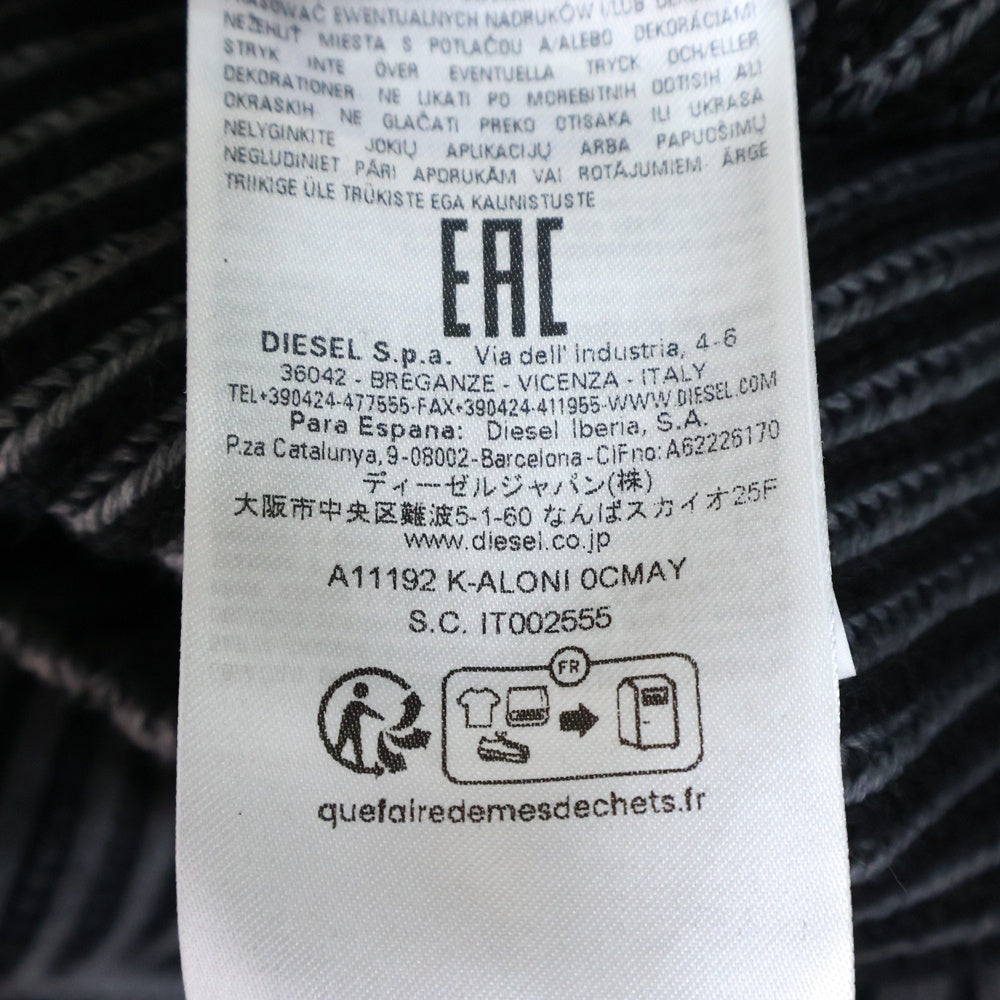 EWENTUALNYCH NADRUKÓW I/LUB
NEŽEHLIŤ MIESTA S POTLAČOU A/ALEBO DEKORÁCIAMI
STRYK INTE ÖVER EVENTUELLA TRYCK OCH/ELLER
DEKORATIONER NE LIKATI PO MOREBITNIH ODTISIH ALI
OKRASKIH NE GLAČATI PREKO OTISAKA ILI UKRASA
NELYGINKITE JOKIŲ APLIKACIJŲ ARBA PAPUOŠIMŲ
NEGLUDINIET PĀRI APDRUKĀM VAI ROTĀJUMIEM ÄRGE
TRIIKIGE ÜLE TRÜKISTE EGA KAUNISTUSTE
EAC
DIESEL S.p.a. Via dell' Industria, 4-6
36042 - BREGANZE - VICENZA - ITALY
TEL+390424-477555-FAX+390424-411955-WWW.DIESEL.COM
Para Espana: Diesel Iberia, S.A.
P.za Catalunya, 9-08002-Barcelona-CIFno: A62226170
ディーゼルジャパン(株)
大阪市中央区難波5-1-60 なんばスカイオ25F
www.diesel.co.jp
A11192 K-ALONI 0CMAY
S.C. IT002555
FR
quefairedemesdechets.fr